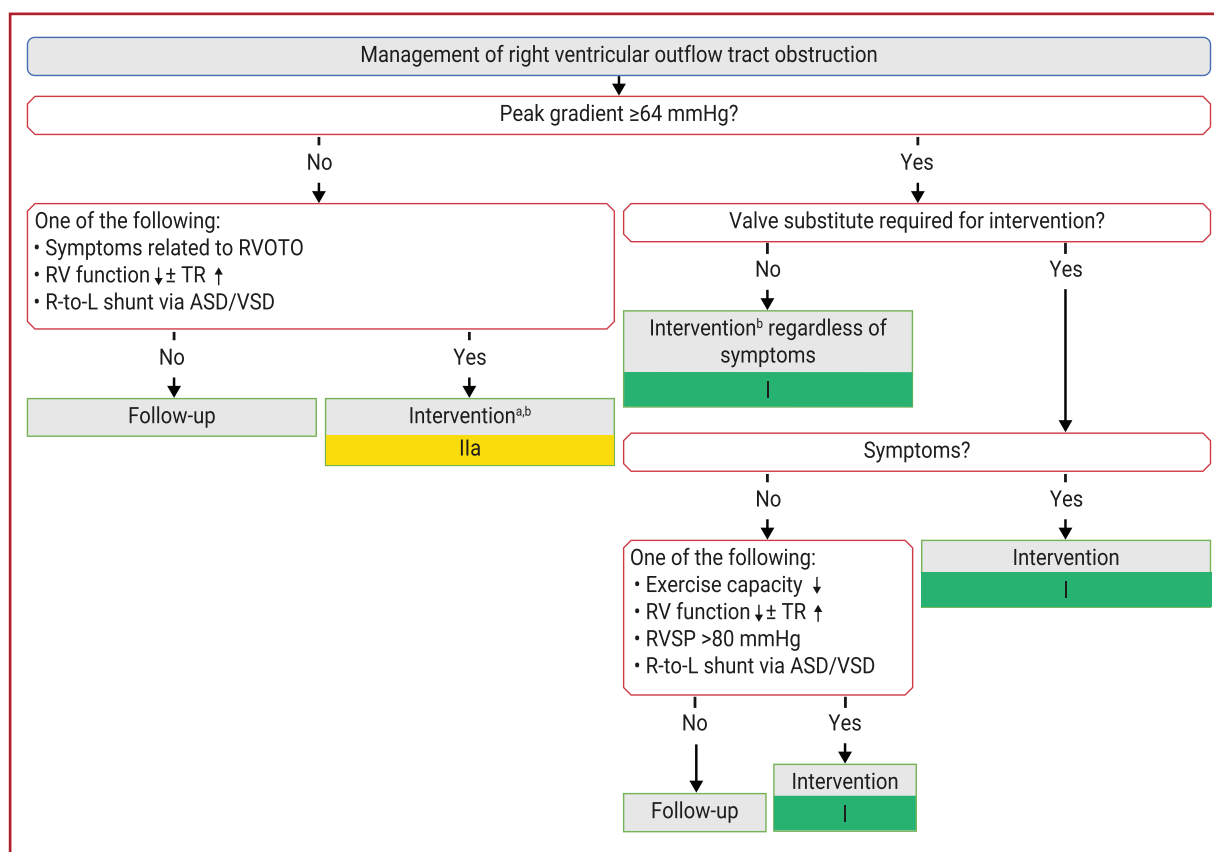 Management of right ventricular outflow tract obstruction
Peak gradient ≥64 mmHg?
No
Yes
One of the following:
• Symptoms related to RVOTO
• RV function ↓ ± TR ↑
• R-to-L shunt via ASD/VSD
Valve substitute required for intervention?
No
Yes
No
Yes
Intervention^b regardless of
symptoms
I
Follow-up
Intervention^a,b
IIa
Symptoms?
No
Yes
One of the following:
• Exercise capacity ↓
• RV function ↓ ± TR ↑
• RVSP >80 mmHg
• R-to-L shunt via ASD/VSD
Intervention
I
No
Yes
Follow-up
Intervention
I